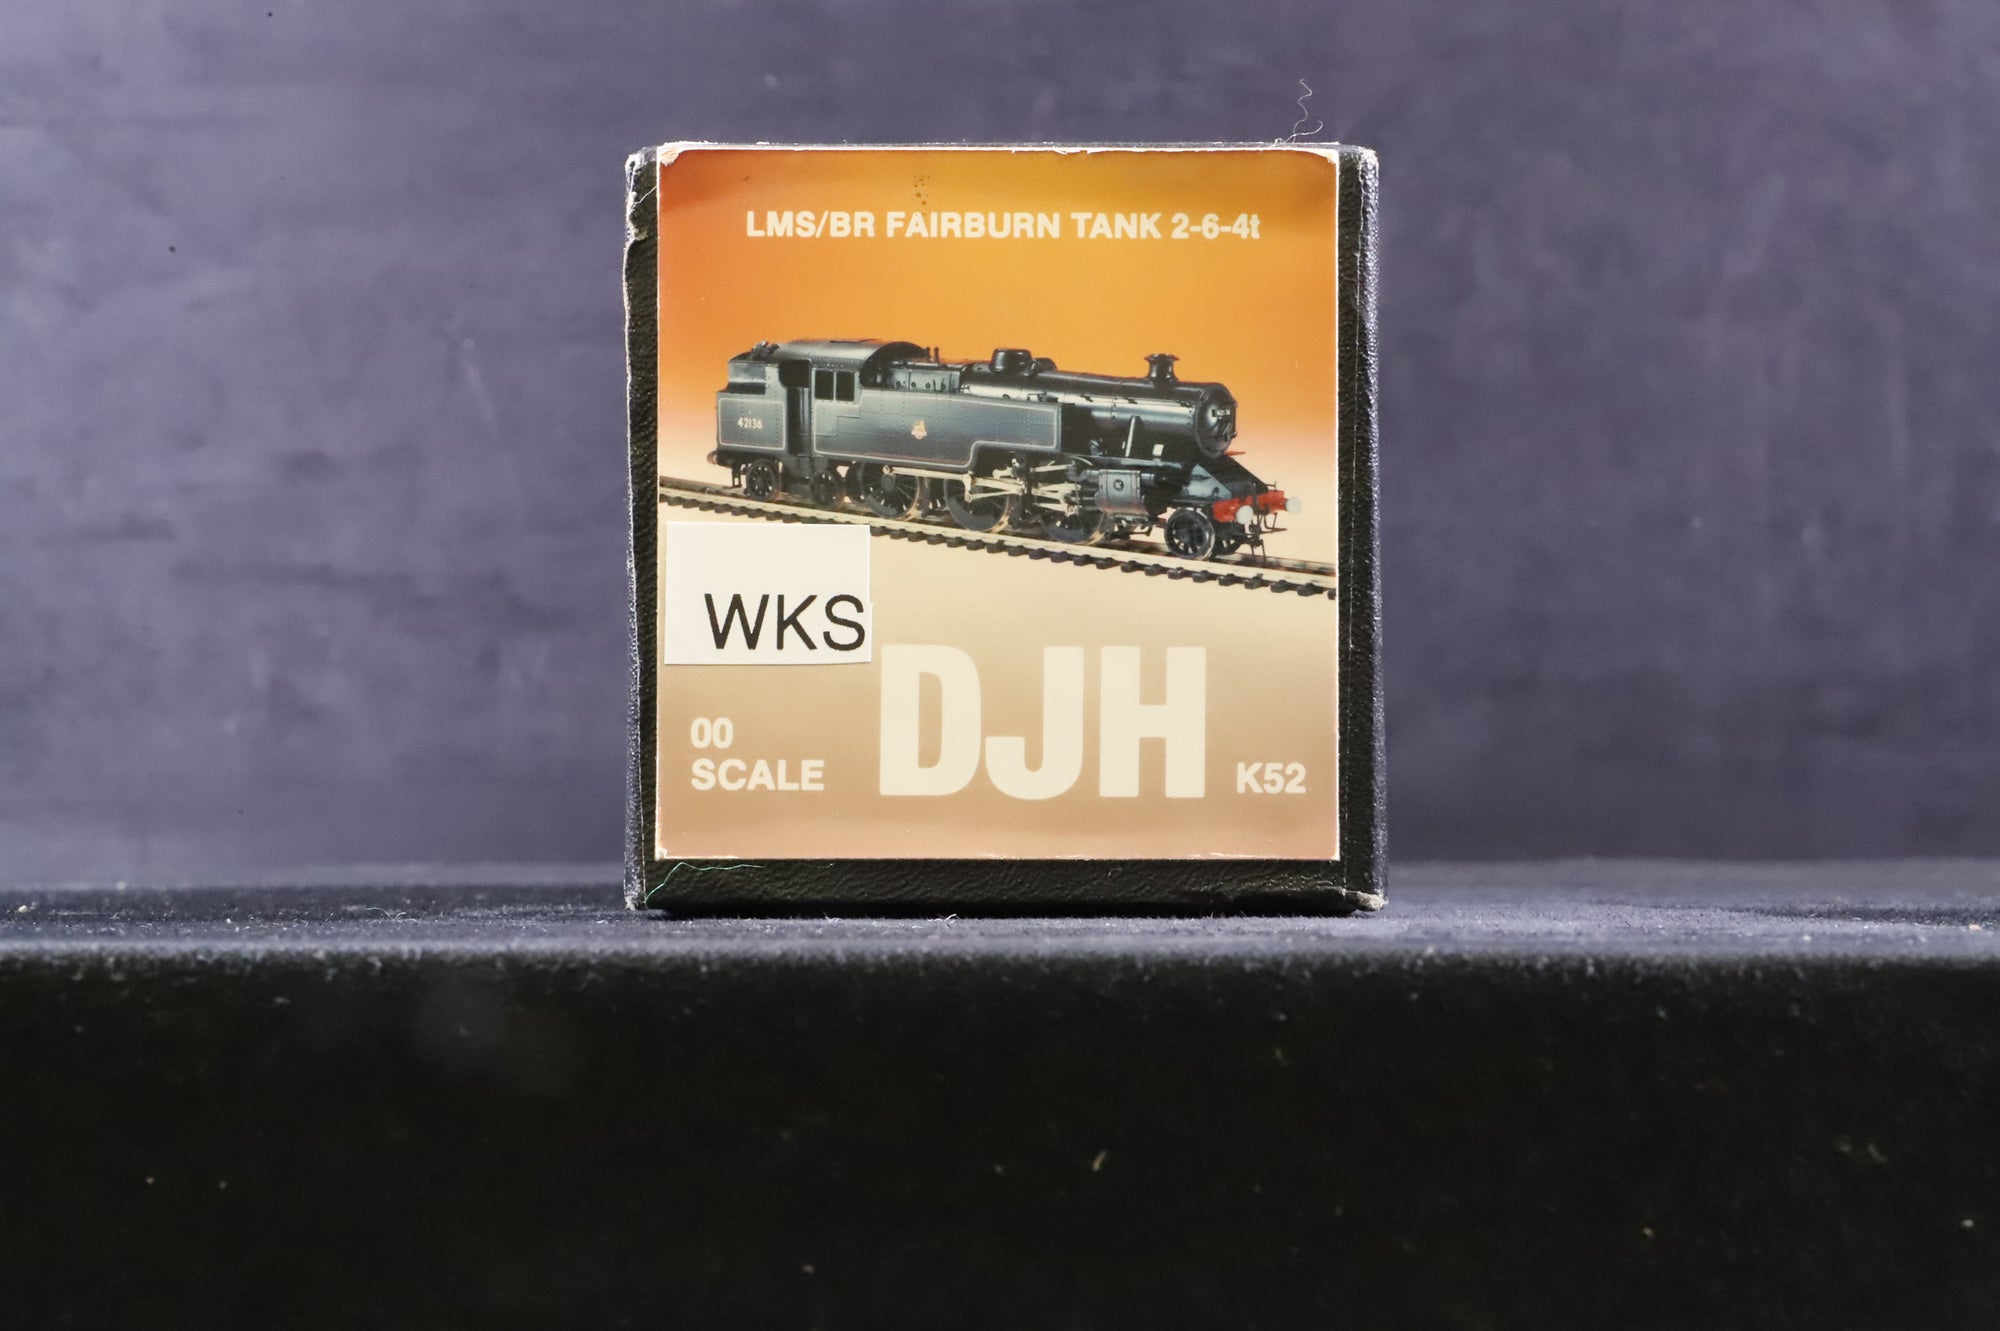 LMS/BR FAIRBURN TANK 2-6-4t
42136
WKS
00
SCALE
DJH
K52